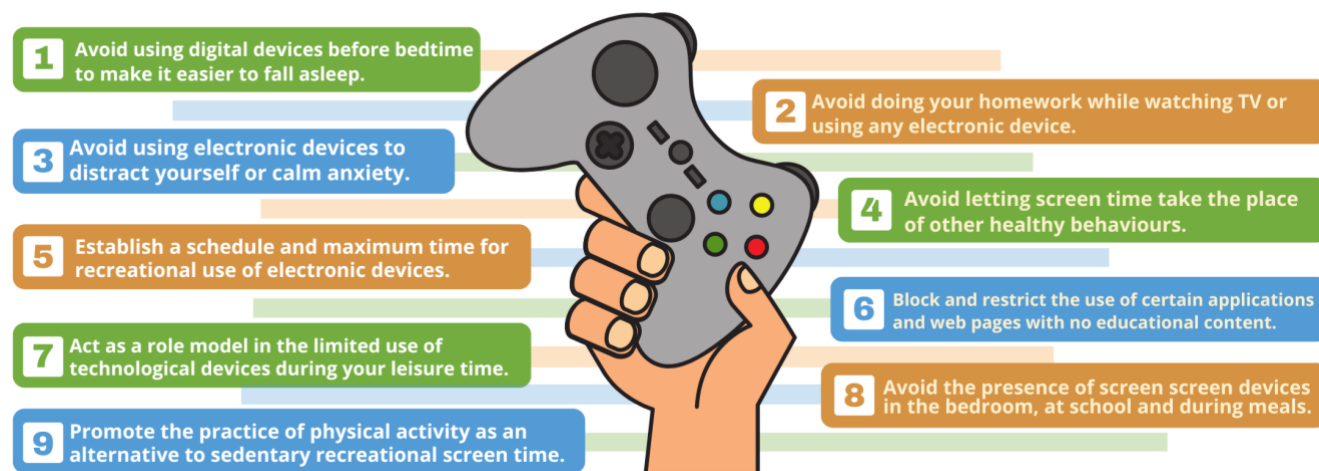 1
Avoid using digital devices before bedtime
to make it easier to fall asleep.
2
Avoid doing your homework while watching TV or
using any electronic device.
3
Avoid using electronic devices to
distract yourself or calm anxiety.
4
Avoid letting screen time take the place
of other healthy behaviours.
5
Establish a schedule and maximum time for
recreational use of electronic devices.
6
Block and restrict the use of certain applications
and web pages with no educational content.
7
Act as a role model in the limited use of
technological devices during your leisure time.
8
Avoid the presence of screen screen devices
in the bedroom, at school and during meals.
9
Promote the practice of physical activity as an
alternative to sedentary recreational screen time.